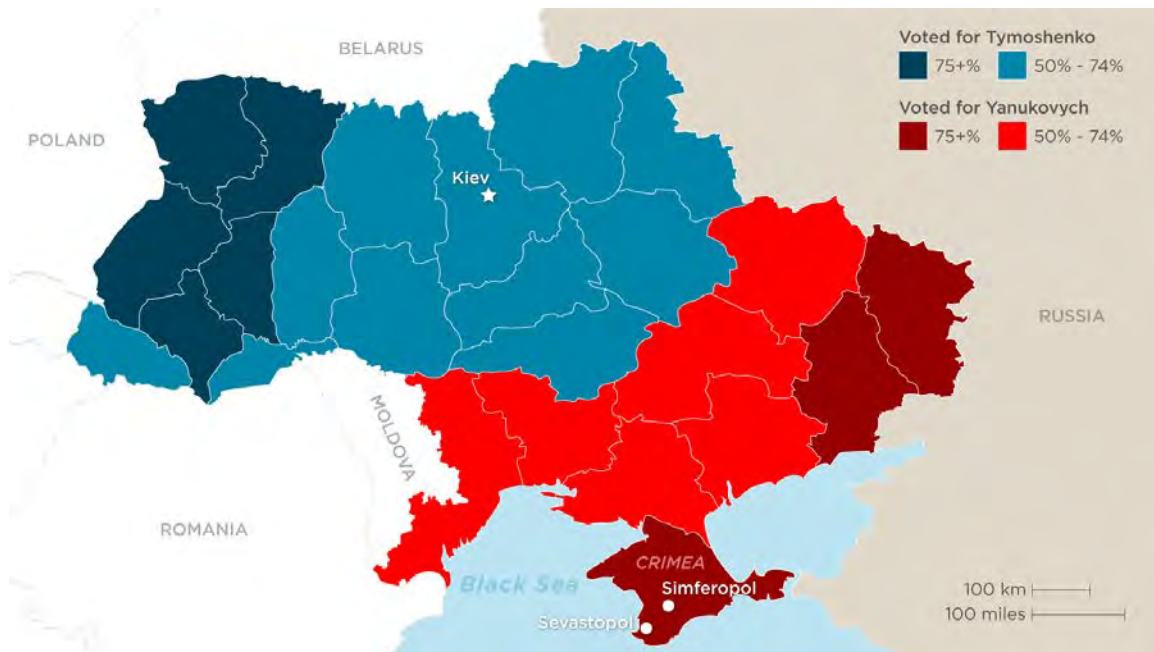 Voted for Tymoshenko
75+% 50% - 74%
Voted for Yanukovych
75+% 50% - 74%
BELARUS
POLAND
Kiev
RUSSIA
MOLDOVA
ROMANIA
CRIMEA
Black Sea
Simferopol
Sevastopol
100 km
100 miles